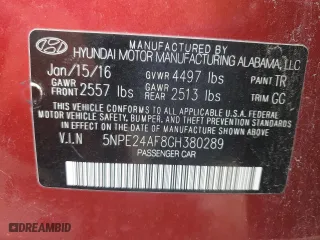 MANUFACTURED BY
HYUNDAI MOTOR MANUFACTURING ALABAMA, LLC
Jan/15/16 GVWR 4497 lbs PAINT TR
GAWR FRONT 2557 lbs GAWR REAR 2513 lbs TRIM GG
THIS VEHICLE CONFORMS TO ALL APPLICABLE U.S.A. FEDERAL
MOTOR VEHICLE SAFETY, BUMPER, AND THEFT PREVENTION STANDARDS
IN EFFECT ON THE DATE OF MANUFACTURE SHOWN ABOVE.
V.I.N 5NPE24AF8GH380289
PASSENGER CAR
DREAMBID.COM